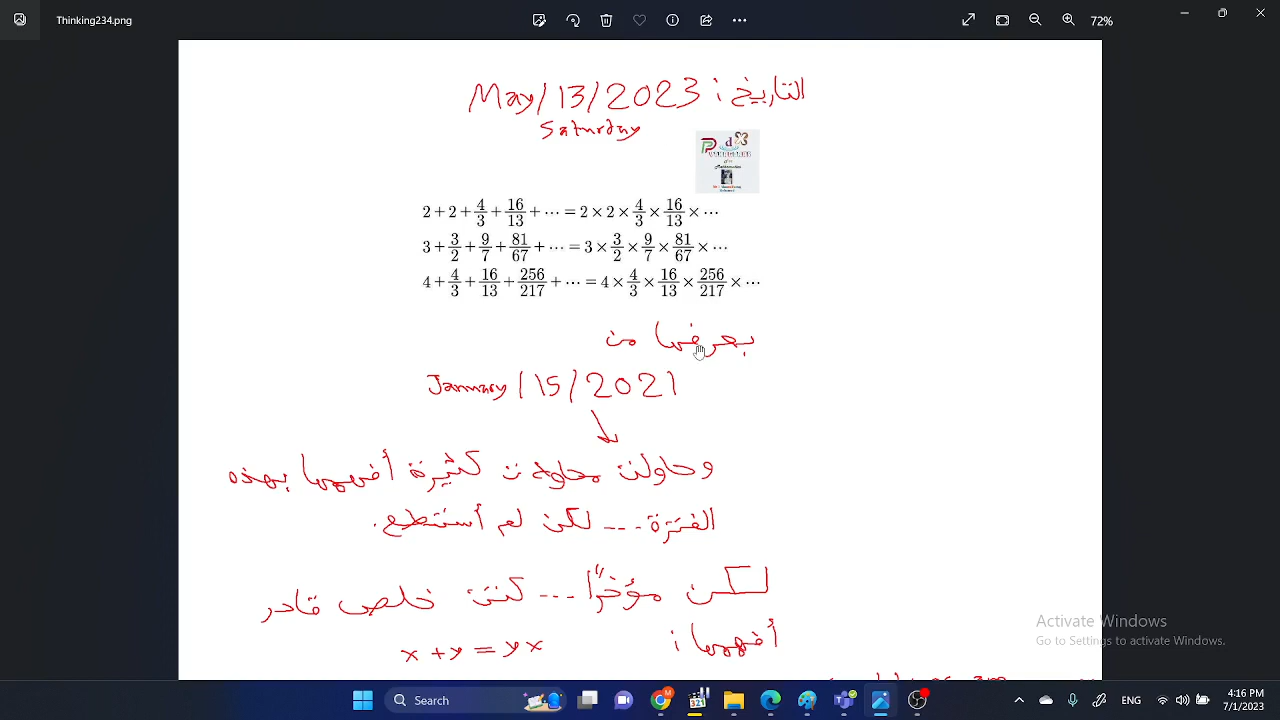 Thinking234.png
72%
التاريخ : May/13/2023
Saturday
2 + 2 + 4/3 + 16/13 + ⋯ = 2 × 2 × 4/3 × 16/13 × ⋯
3 + 3/2 + 9/7 + 81/67 + ⋯ = 3 × 3/2 × 9/7 × 81/67 × ⋯
4 + 4/3 + 16/13 + 256/217 + ⋯ = 4 × 4/3 × 16/13 × 256/217 × ⋯
بعرفها من
January/15/2021
وحاولت محاولات كثيرة أفهمها بهذه
الفترة... لكن لم أستطع.
لكن مؤخرًا... كنت خلص قادر
أفهمها :
x + y = yx
Activate Windows
Go to Settings to activate Windows.
Search
4:16 PM
7/1/2023